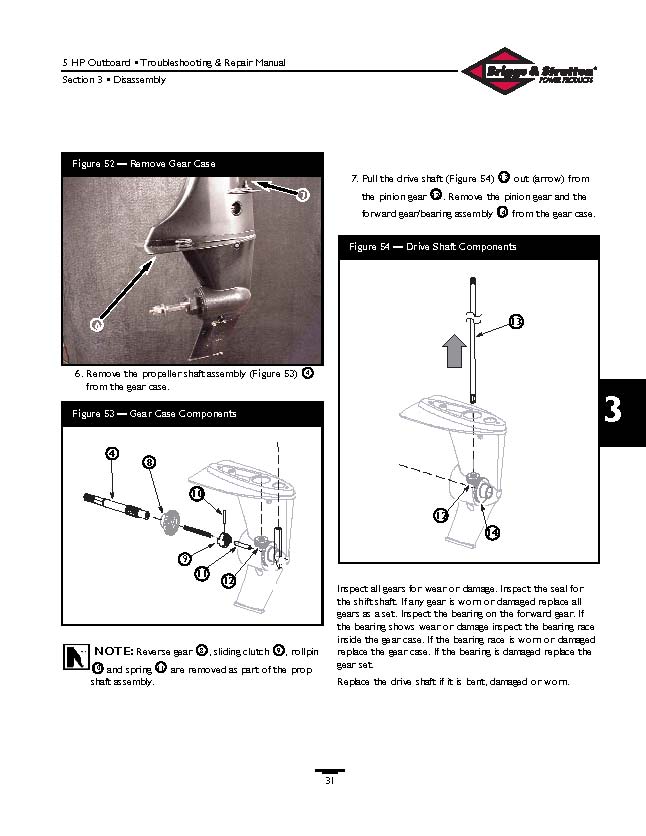 5 HP Outboard • Troubleshooting & Repair Manual
Section 3 • Disassembly
Briggs & Stratton
POWER PRODUCTS
Figure 52 — Remove Gear Case
7
6
6. Remove the propeller shaft assembly (Figure 53) 4
from the gear case.
Figure 53 — Gear Case Components
4
8
10
9
11
12
NOTE: Reverse gear 8, sliding clutch 9, rollpin
10 and spring 11 are removed as part of the prop
shaft assembly.
7. Pull the drive shaft (Figure 54) 13 out (arrow) from
the pinion gear 12. Remove the pinion gear and the
forward gear/bearing assembly 14 from the gear case.
Figure 54 — Drive Shaft Components
13
12
14
3
Inspect all gears for wear or damage. Inspect the seal for
the shift shaft. If any gear is worn or damaged replace all
gears as a set. Inspect the bearing on the forward gear. If
the bearing shows wear or damage inspect the bearing race
inside the gear case. If the bearing race is worn or damaged
replace the gear case. If the bearing is damaged replace the
gear set.
Replace the drive shaft if it is bent, damaged or worn.
31